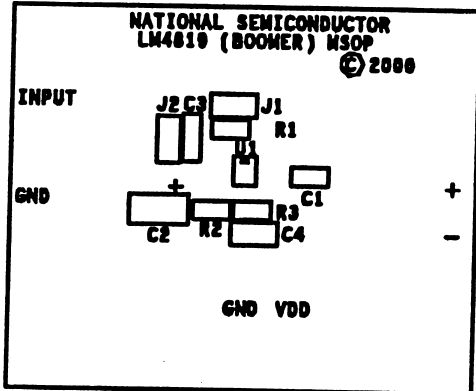 NATIONAL SEMICONDUCTOR
LM4819 (BOOMER) MSOP
© 2000
INPUT
J2 C3 J1
R1
U1
GND + C1 +
R3
C2 R2 C4 −
GND VDD